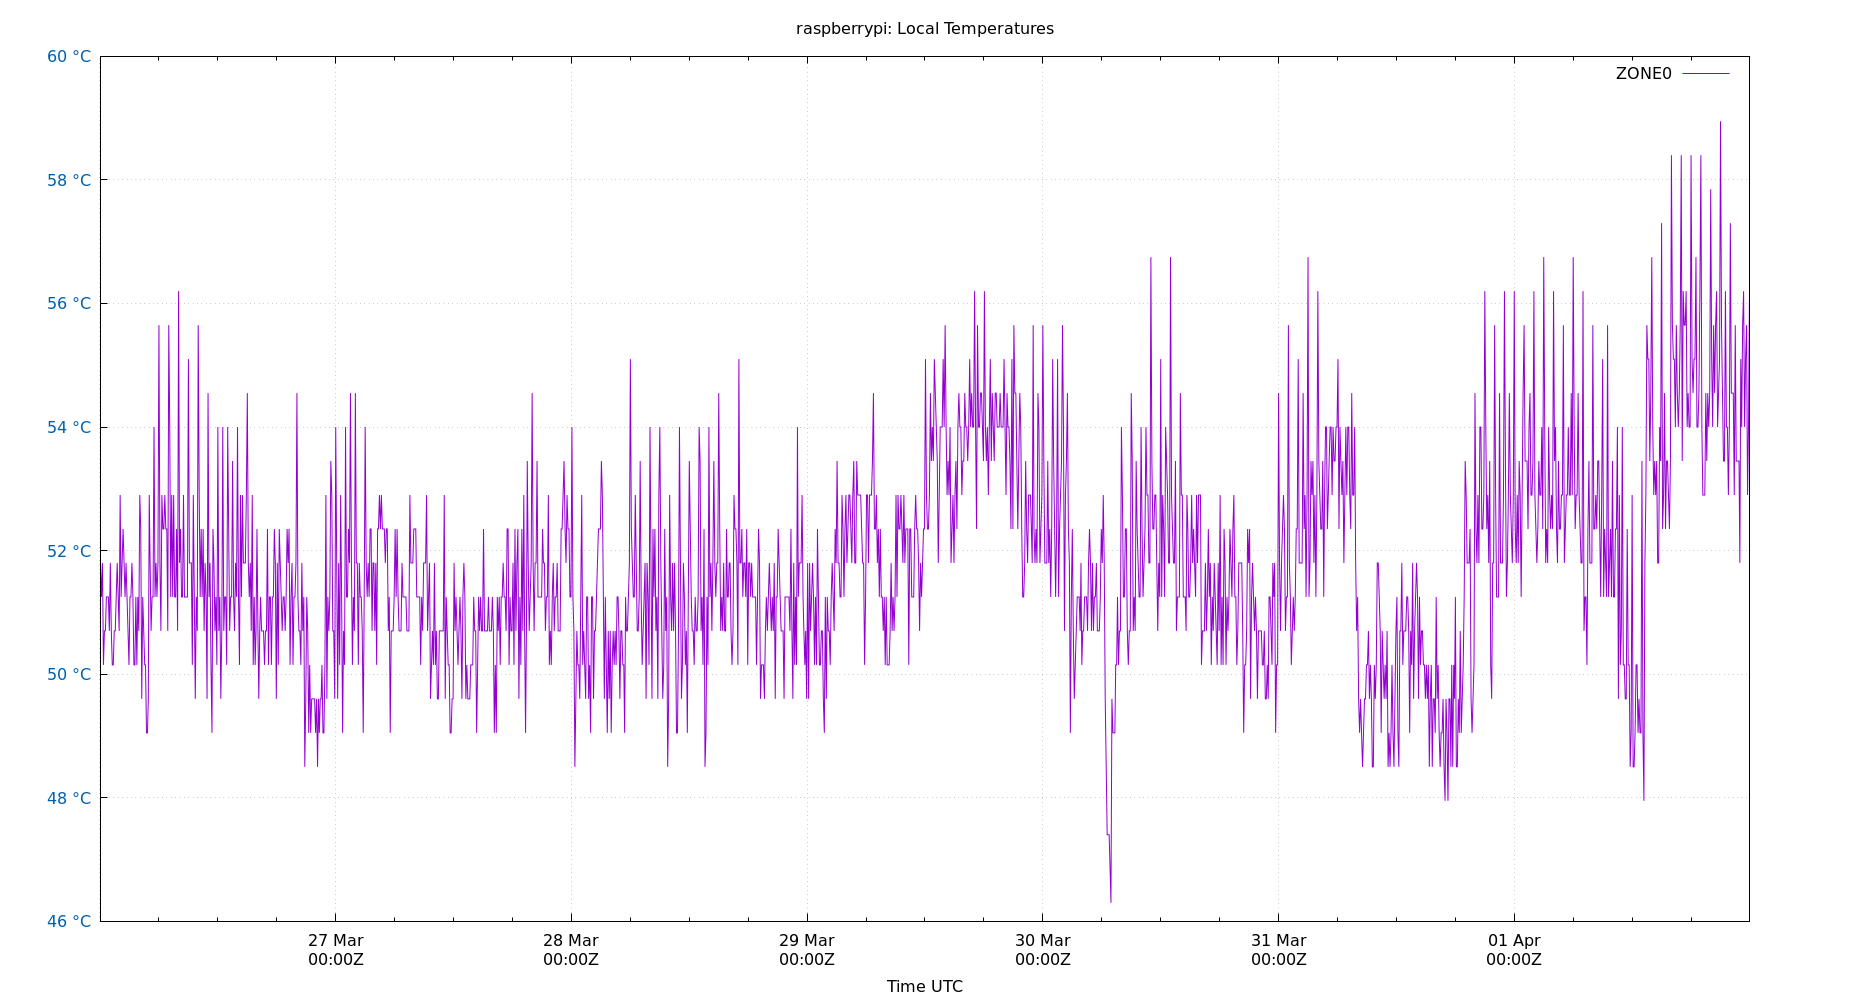 raspberrypi: Local Temperatures
60 °C
ZONE0
58 °C
56 °C
54 °C
52 °C
50 °C
48 °C
46 °C
27 Mar 28 Mar 29 Mar 30 Mar 31 Mar 01 Apr
00:00Z 00:00Z 00:00Z 00:00Z 00:00Z 00:00Z
Time UTC